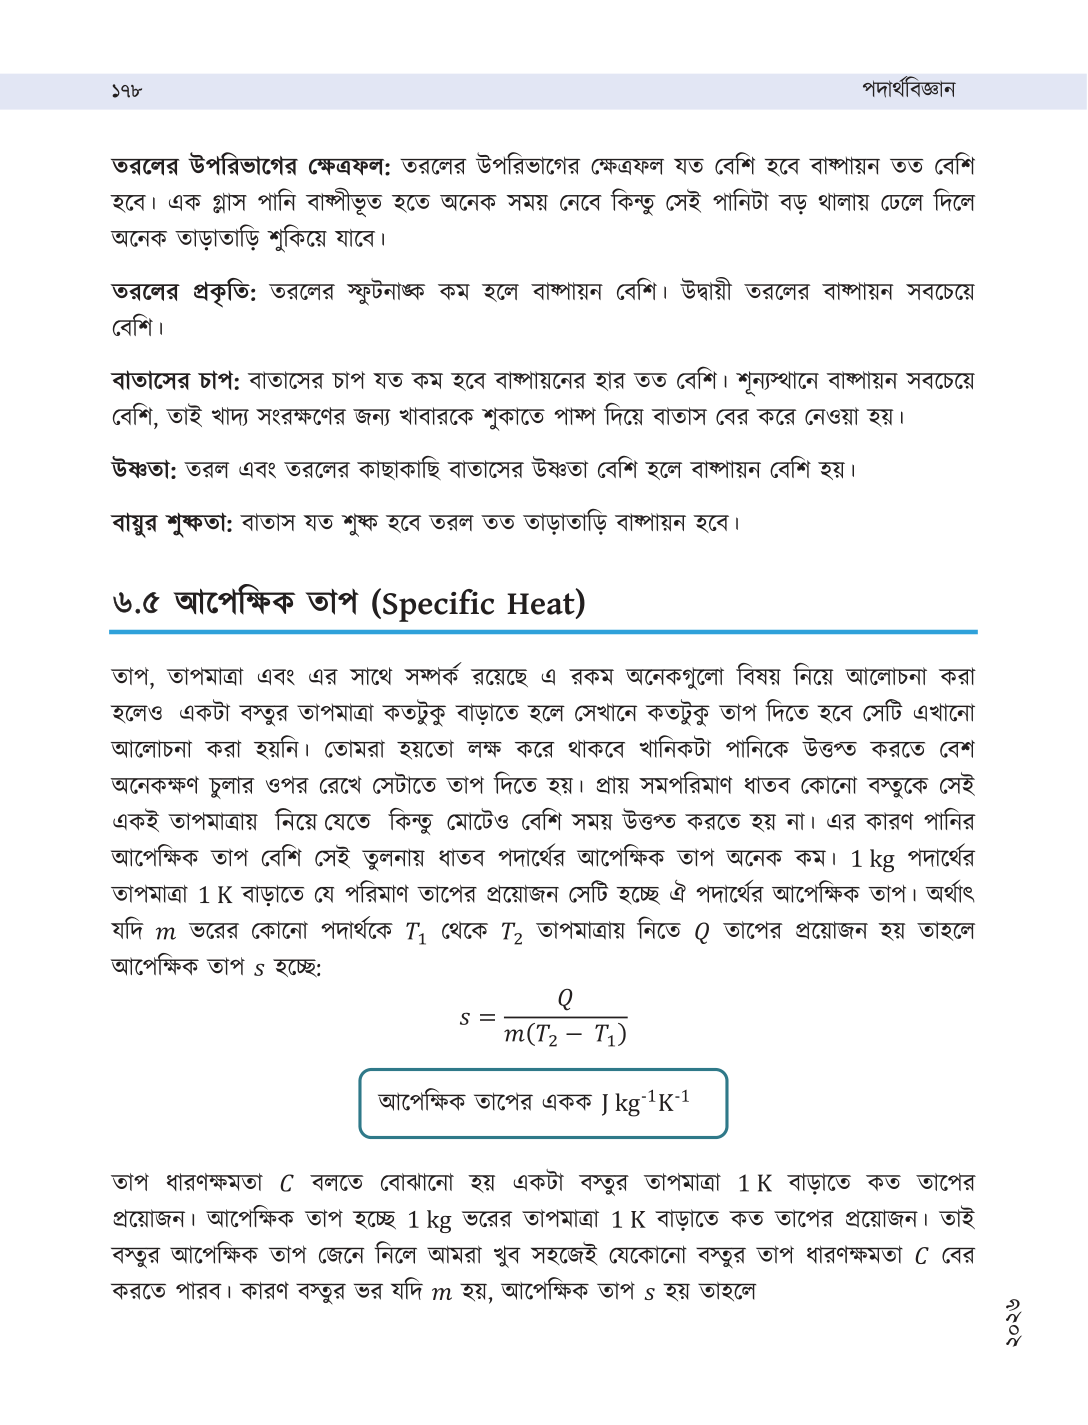 ১৭৮ পদার্থবিজ্ঞান
তরলের উপরিভাগের ক্ষেত্রফল: তরলের উপরিভাগের ক্ষেত্রফল যত বেশি হবে বাষ্পায়ন তত বেশি
হবে। এক গ্লাস পানি বাষ্পীভূত হতে অনেক সময় নেবে কিন্তু সেই পানিটা বড় থালায় ঢেলে দিলে
অনেক তাড়াতাড়ি শুকিয়ে যাবে।
তরলের প্রকৃতি: তরলের স্ফুটনাঙ্ক কম হলে বাষ্পায়ন বেশি। উদ্বায়ী তরলের বাষ্পায়ন সবচেয়ে
বেশি।
বাতাসের চাপ: বাতাসের চাপ যত কম হবে বাষ্পায়নের হার তত বেশি। শূন্যস্থানে বাষ্পায়ন সবচেয়ে
বেশি, তাই খাদ্য সংরক্ষণের জন্য খাবারকে শুকাতে পাম্প দিয়ে বাতাস বের করে নেওয়া হয়।
উষ্ণতা: তরল এবং তরলের কাছাকাছি বাতাসের উষ্ণতা বেশি হলে বাষ্পায়ন বেশি হয়।
বায়ুর শুষ্কতা: বাতাস যত শুষ্ক হবে তরল তত তাড়াতাড়ি বাষ্পায়ন হবে।
৬.৫ আপেক্ষিক তাপ (Specific Heat)
তাপ, তাপমাত্রা এবং এর সাথে সম্পর্ক রয়েছে এ রকম অনেকগুলো বিষয় নিয়ে আলোচনা করা
হলেও একটা বস্তুর তাপমাত্রা কতটুকু বাড়াতে হলে সেখানে কতটুকু তাপ দিতে হবে সেটি এখানো
আলোচনা করা হয়নি। তোমরা হয়তো লক্ষ করে থাকবে খানিকটা পানিকে উত্তপ্ত করতে বেশ
অনেকক্ষণ চুলার ওপর রেখে সেটাতে তাপ দিতে হয়। প্রায় সমপরিমাণ ধাতব কোনো বস্তুকে সেই
একই তাপমাত্রায় নিয়ে যেতে কিন্তু মোটেও বেশি সময় উত্তপ্ত করতে হয় না। এর কারণ পানির
আপেক্ষিক তাপ বেশি সেই তুলনায় ধাতব পদার্থের আপেক্ষিক তাপ অনেক কম। 1 kg পদার্থের
তাপমাত্রা 1 K বাড়াতে যে পরিমাণ তাপের প্রয়োজন সেটি হচ্ছে ঐ পদার্থের আপেক্ষিক তাপ। অর্থাৎ
যদি m ভরের কোনো পদার্থকে T₁ থেকে T₂ তাপমাত্রায় নিতে Q তাপের প্রয়োজন হয় তাহলে
আপেক্ষিক তাপ s হচ্ছে:
s = Q / m(T₂ − T₁)
আপেক্ষিক তাপের একক J kg⁻¹K⁻¹
তাপ ধারণক্ষমতা C বলতে বোঝানো হয় একটা বস্তুর তাপমাত্রা 1 K বাড়াতে কত তাপের
প্রয়োজন। আপেক্ষিক তাপ হচ্ছে 1 kg ভরের তাপমাত্রা 1 K বাড়াতে কত তাপের প্রয়োজন। তাই
বস্তুর আপেক্ষিক তাপ জেনে নিলে আমরা খুব সহজেই যেকোনো বস্তুর তাপ ধারণক্ষমতা C বের
করতে পারব। কারণ বস্তুর ভর যদি m হয়, আপেক্ষিক তাপ s হয় তাহলে
২০২৬